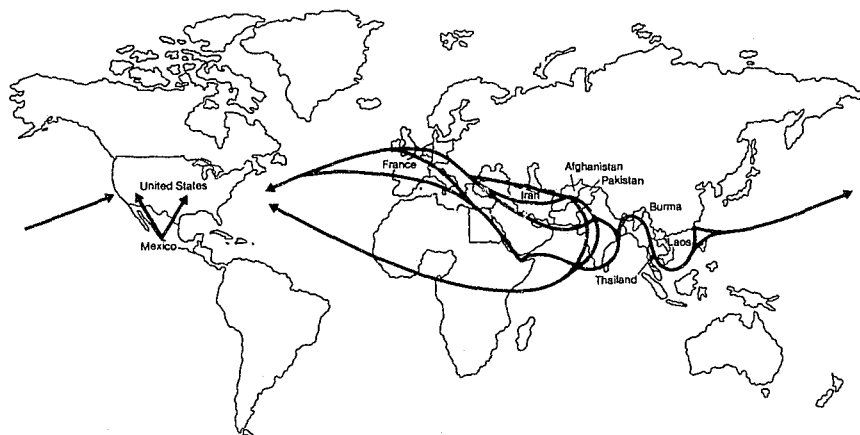 France
Afghanistan
Pakistan
Iran
United States
Burma
Mexico
Laos
Thailand